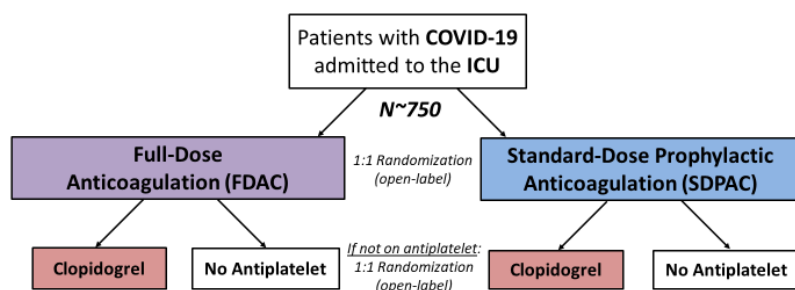 Patients with COVID-19
admitted to the ICU
N~750
Full-Dose
Anticoagulation (FDAC)
1:1 Randomization
(open-label)
Standard-Dose Prophylactic
Anticoagulation (SDPAC)
Clopidogrel
No Antiplatelet
If not on antiplatelet:
1:1 Randomization
(open-label)
Clopidogrel
No Antiplatelet